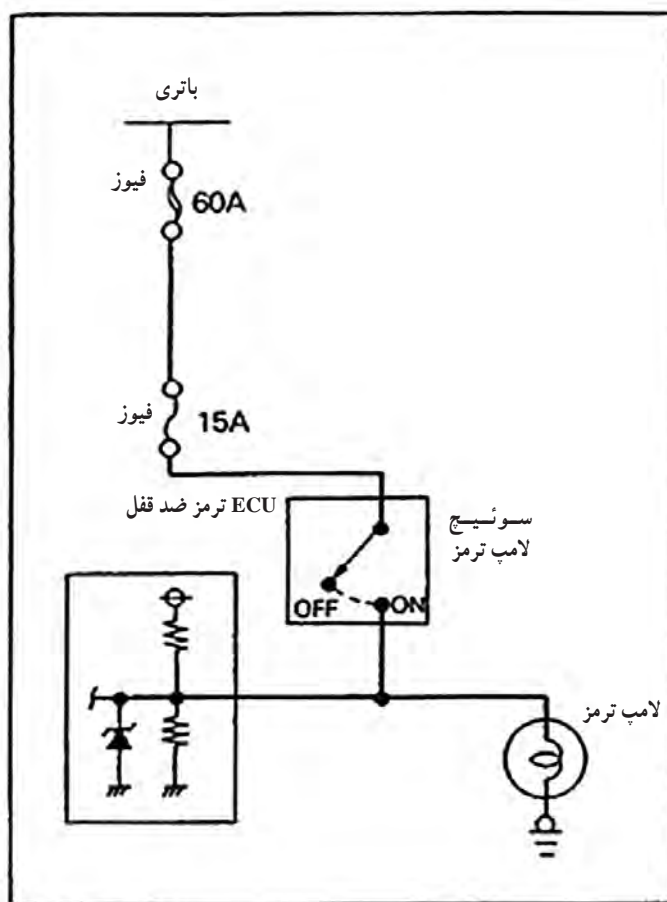 باتری
فیوز
60A
فیوز
15A
ECU ترمز ضد قفل
سوئیچ
لامپ ترمز
OFF
ON
لامپ ترمز